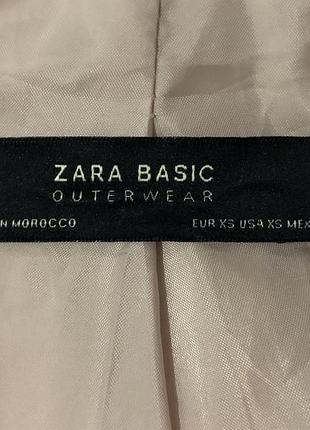 ZARA BASIC
OUTERWEAR
N MOROCCO EUR XS USA XS MEX